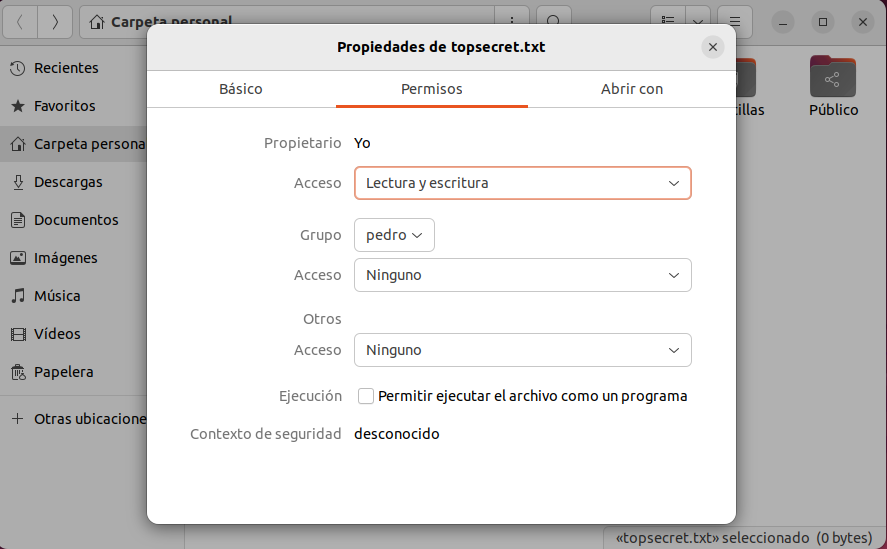 Carpeta personal
Propiedades de topsecret.txt
Básico
Permisos
Abrir con
Recientes
Favoritos
Carpeta persona
Descargas
Documentos
Imágenes
Música
Vídeos
Papelera
Otras ubicacione
Propietario Yo
Acceso Lectura y escritura
Grupo pedro
Acceso Ninguno
Otros
Acceso Ninguno
Ejecución Permitir ejecutar el archivo como un programa
Contexto de seguridad desconocido
illas
Público
«topsecret.txt» seleccionado (0 bytes)